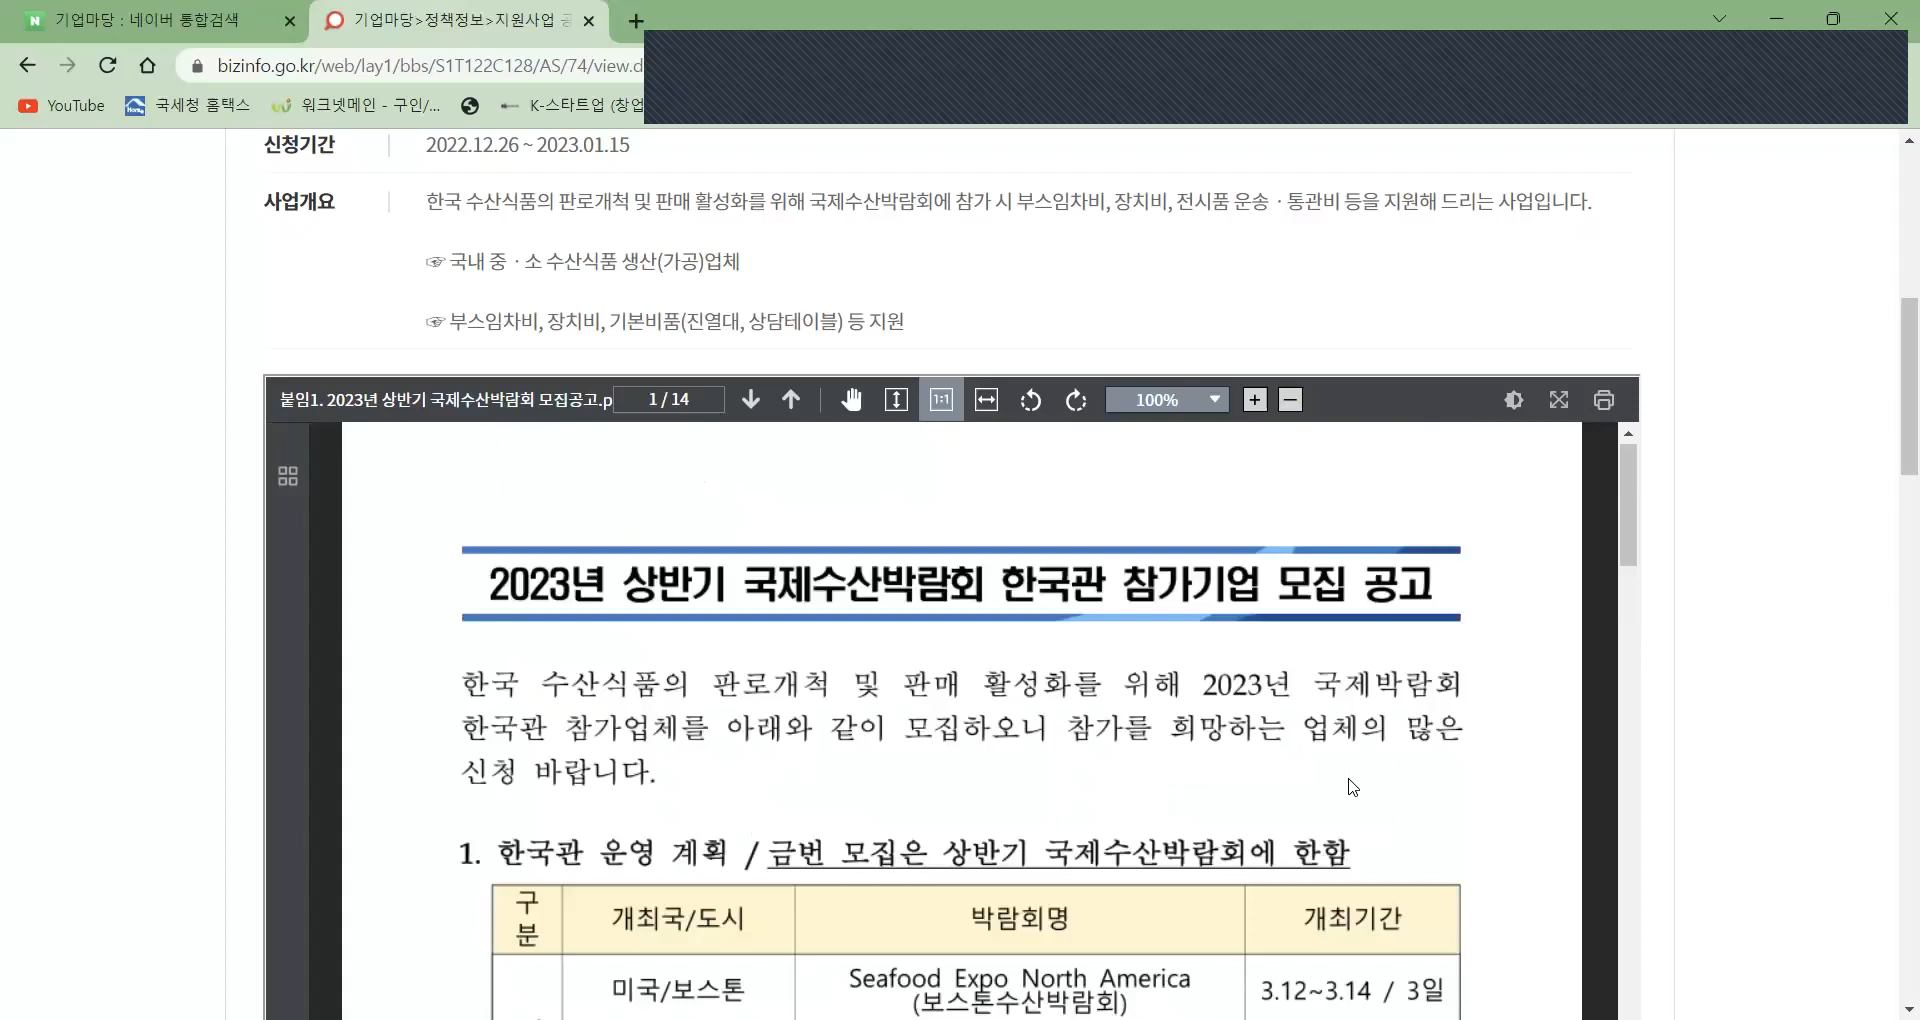 기업마당 : 네이버 통합검색
기업마당>정책정보>지원사업 공
bizinfo.go.kr/web/lay1/bbs/S1T122C128/AS/74/view.d
YouTube
국세청 홈택스
워크넷메인 - 구인/...
K-스타트업 (창업
신청기간
2022.12.26 ~ 2023.01.15
사업개요
한국 수산식품의 판로개척 및 판매 활성화를 위해 국제수산박람회에 참가 시 부스임차비, 장치비, 전시품 운송ㆍ통관비 등을 지원해 드리는 사업입니다.
☞ 국내 중ㆍ소 수산식품 생산(가공)업체
☞ 부스임차비, 장치비, 기본비품(진열대, 상담테이블) 등 지원
붙임1. 2023년 상반기 국제수산박람회 모집공고.p
1 / 14
1:1
100%
2023년 상반기 국제수산박람회 한국관 참가기업 모집 공고
한국 수산식품의 판로개척 및 판매 활성화를 위해 2023년 국제박람회
한국관 참가업체를 아래와 같이 모집하오니 참가를 희망하는 업체의 많은
신청 바랍니다.
1. 한국관 운영 계획 / 금번 모집은 상반기 국제수산박람회에 한함
구분
개최국/도시
박람회명
개최기간
미국/보스톤
Seafood Expo North America
(보스톤수산박람회)
3.12~3.14 / 3일